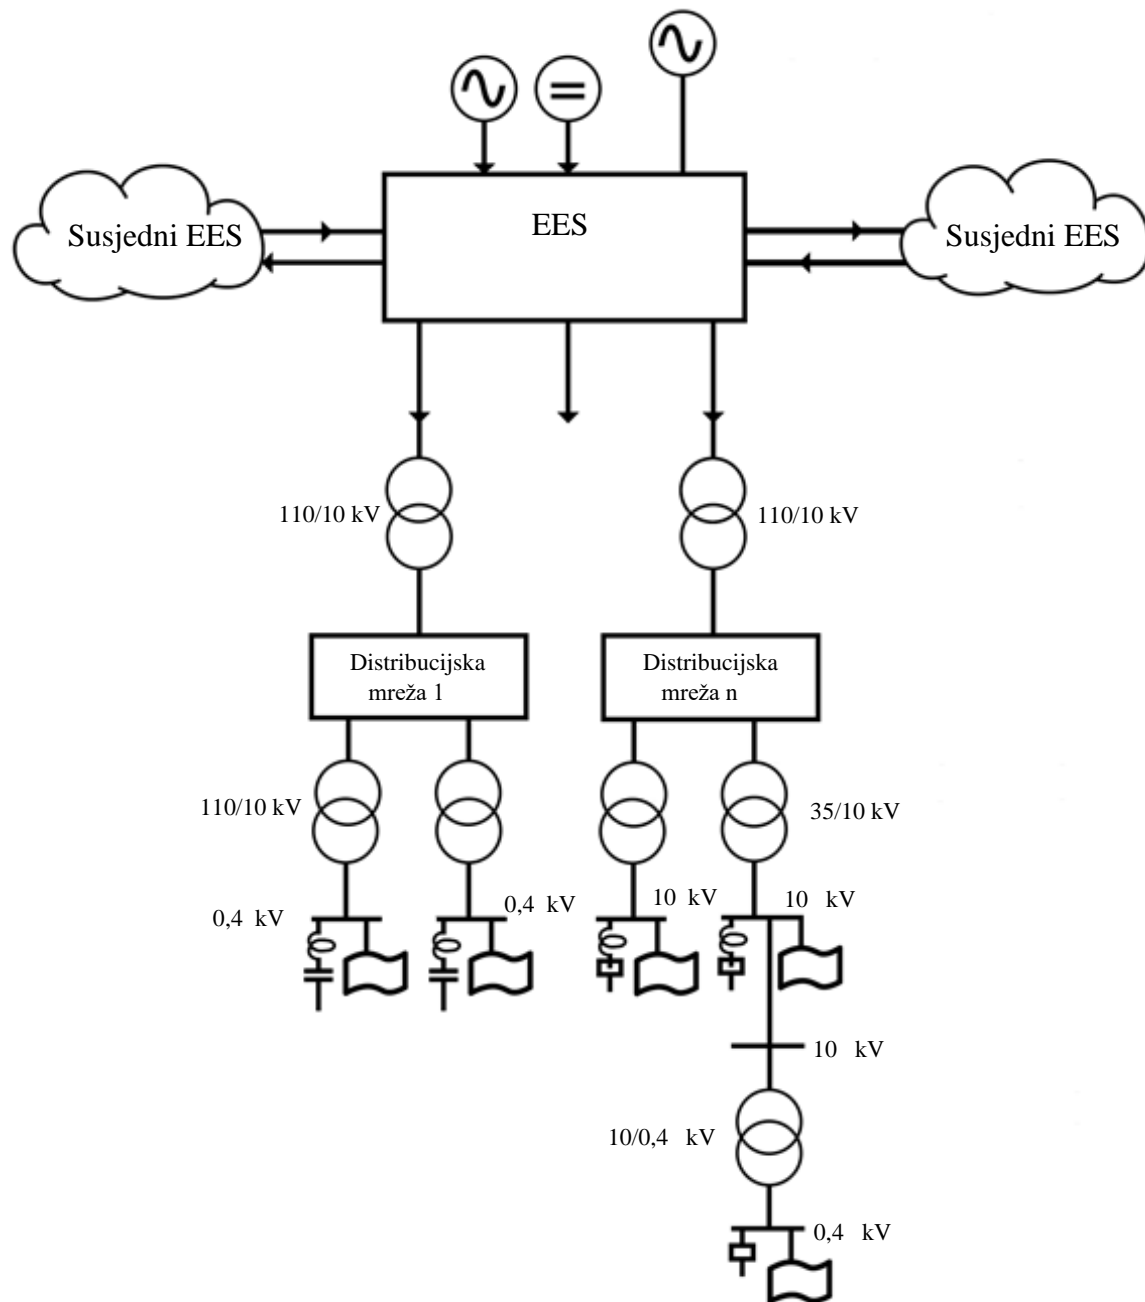 Susjedni EES
EES
Susjedni EES
110/10 kV
110/10 kV
Distribucijska
mreža 1
Distribucijska
mreža n
110/10 kV
35/10 kV
0,4 kV
0,4 kV
10 kV
10 kV
10 kV
10/0,4 kV
0,4 kV